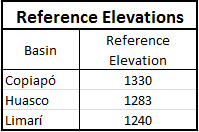 Reference Elevations
Basin Reference Elevation
Copiapó 1330
Huasco 1283
Limarí 1240